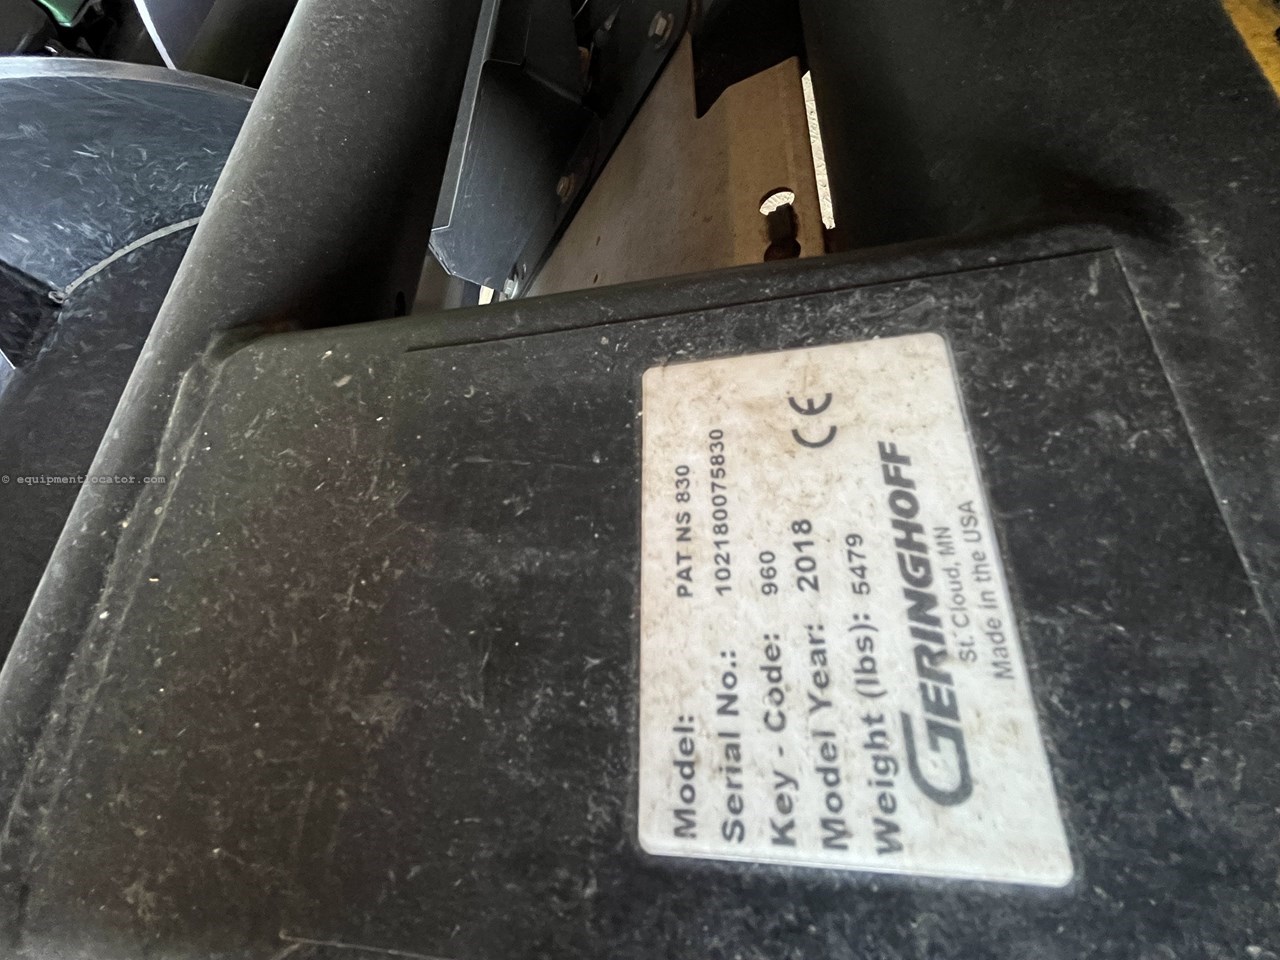 Model: PAT NS 830
Serial No.: 102180075830
Key - Code: 960
Model Year: 2018
Weight (lbs): 5479
CE
GERINGHOFF
St. Cloud, MN
Made in the USA
© equipmentlocator.com